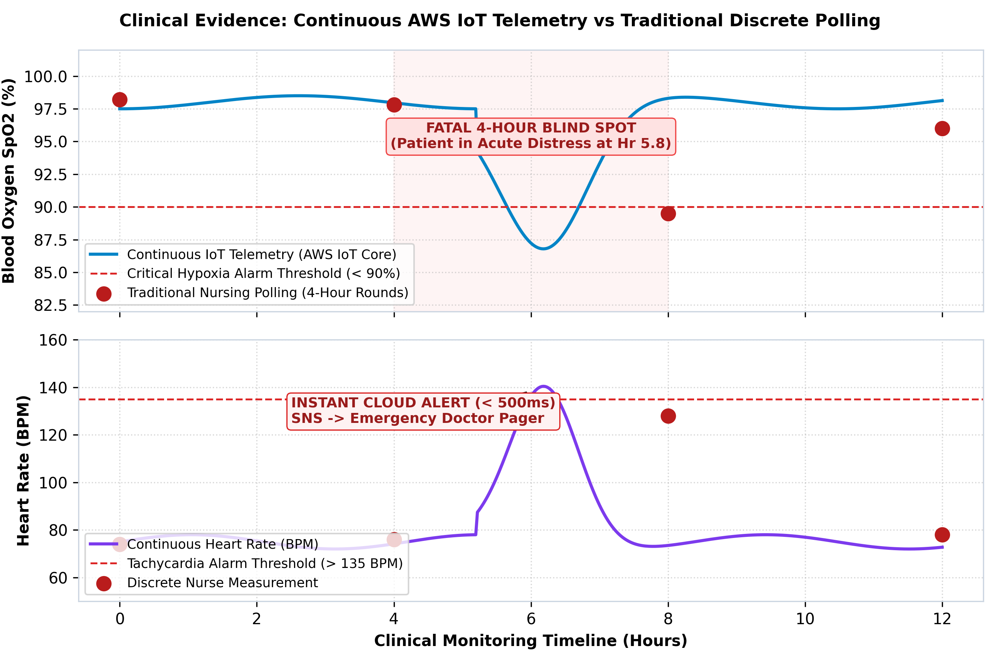 Clinical Evidence: Continuous AWS IoT Telemetry vs Traditional Discrete Polling
Blood Oxygen SpO2 (%)
100.0
97.5
95.0
92.5
90.0
87.5
85.0
82.5
FATAL 4-HOUR BLIND SPOT
(Patient in Acute Distress at Hr 5.8)
Continuous IoT Telemetry (AWS IoT Core)
Critical Hypoxia Alarm Threshold (< 90%)
Traditional Nursing Polling (4-Hour Rounds)
Heart Rate (BPM)
160
140
120
100
80
60
INSTANT CLOUD ALERT (< 500ms)
SNS -> Emergency Doctor Pager
Continuous Heart Rate (BPM)
Tachycardia Alarm Threshold (> 135 BPM)
Discrete Nurse Measurement
0 2 4 6 8 10 12
Clinical Monitoring Timeline (Hours)